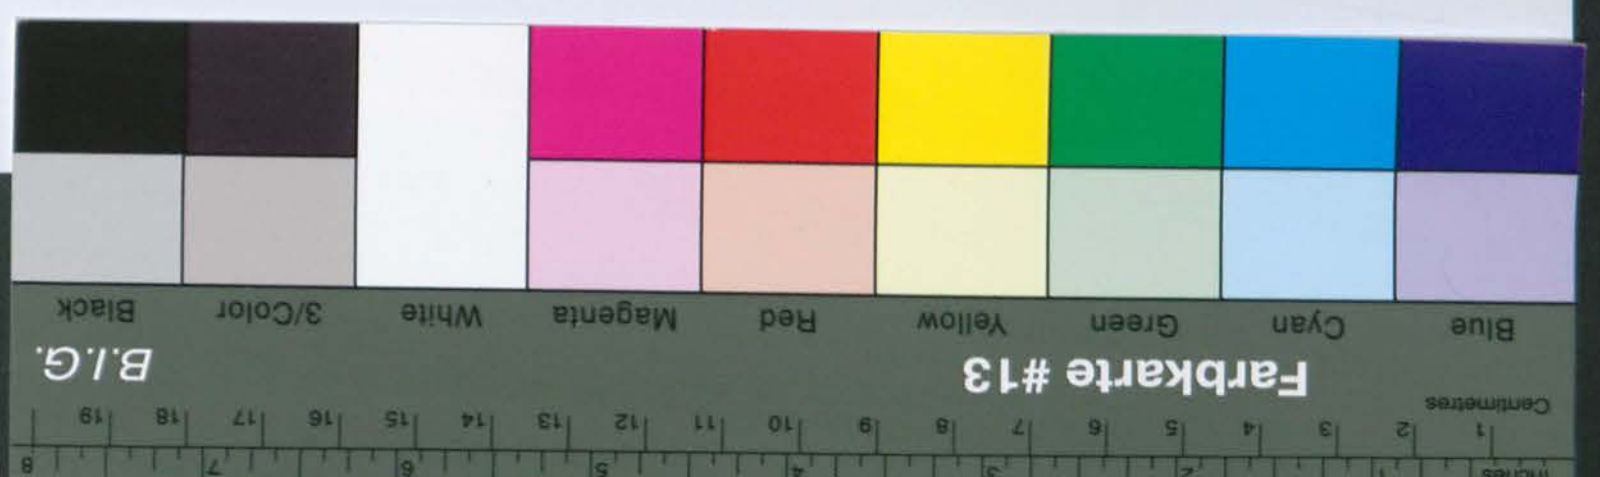 Inches 1 2 3 4 5 6 7 8
1 2 3 4 5 6 7 8 9 10 11 12 13 14 15 16 17 18 19
Centimetres
Farbkarte #13 B.I.G.
Blue Cyan Green Yellow Red Magenta White 3/Color Black